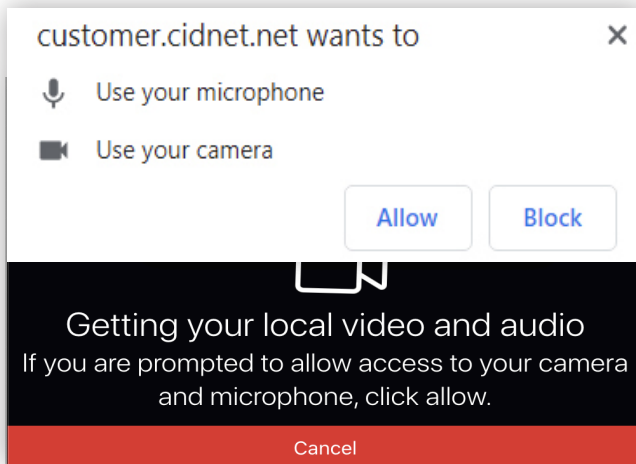 customer.cidnet.net wants to
Use your microphone
Use your camera
Allow Block
Getting your local video and audio
If you are prompted to allow access to your camera
and microphone, click allow.
Cancel